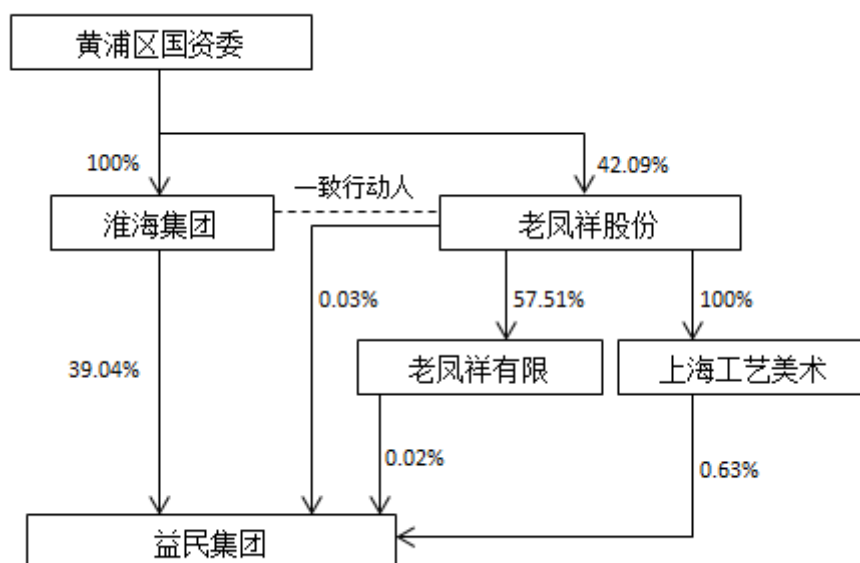 黄浦区国资委
100%
42.09%
一致行动人
淮海集团
老凤祥股份
0.03%
57.51%
100%
39.04%
老凤祥有限
上海工艺美术
0.02%
0.63%
益民集团